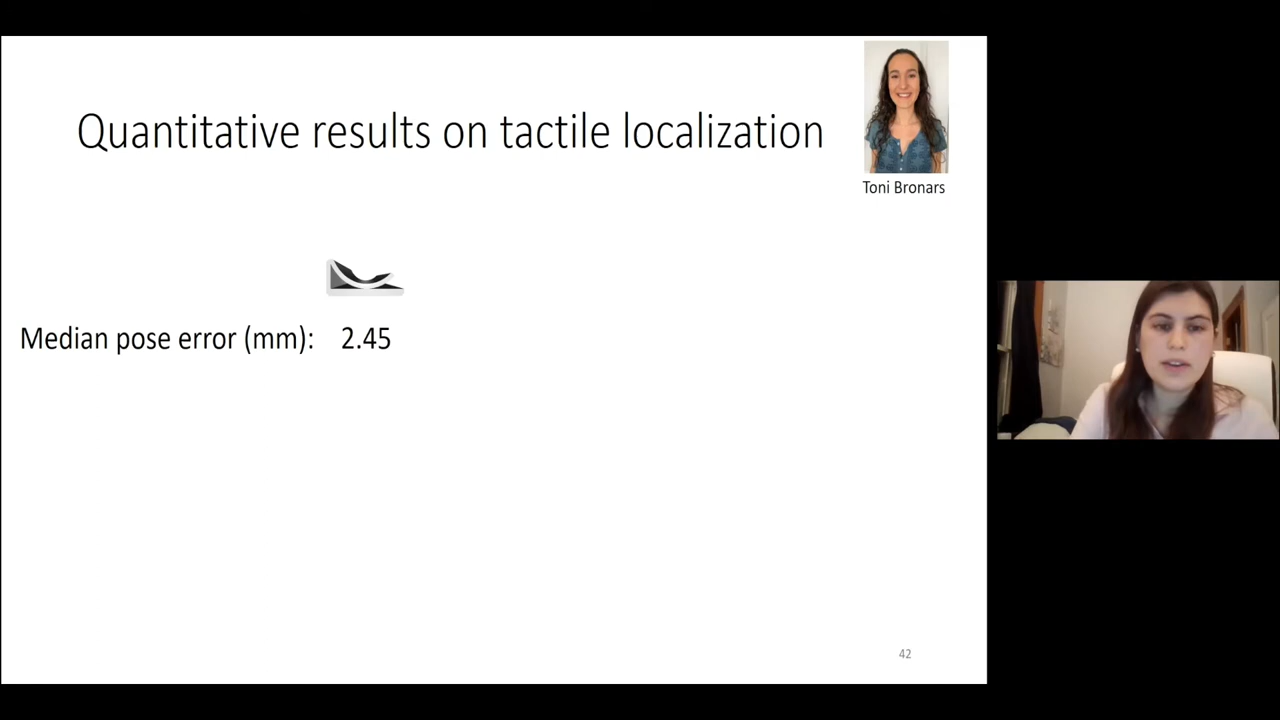 Quantitative results on tactile localization
Toni Bronars
Median pose error (mm): 2.45
42